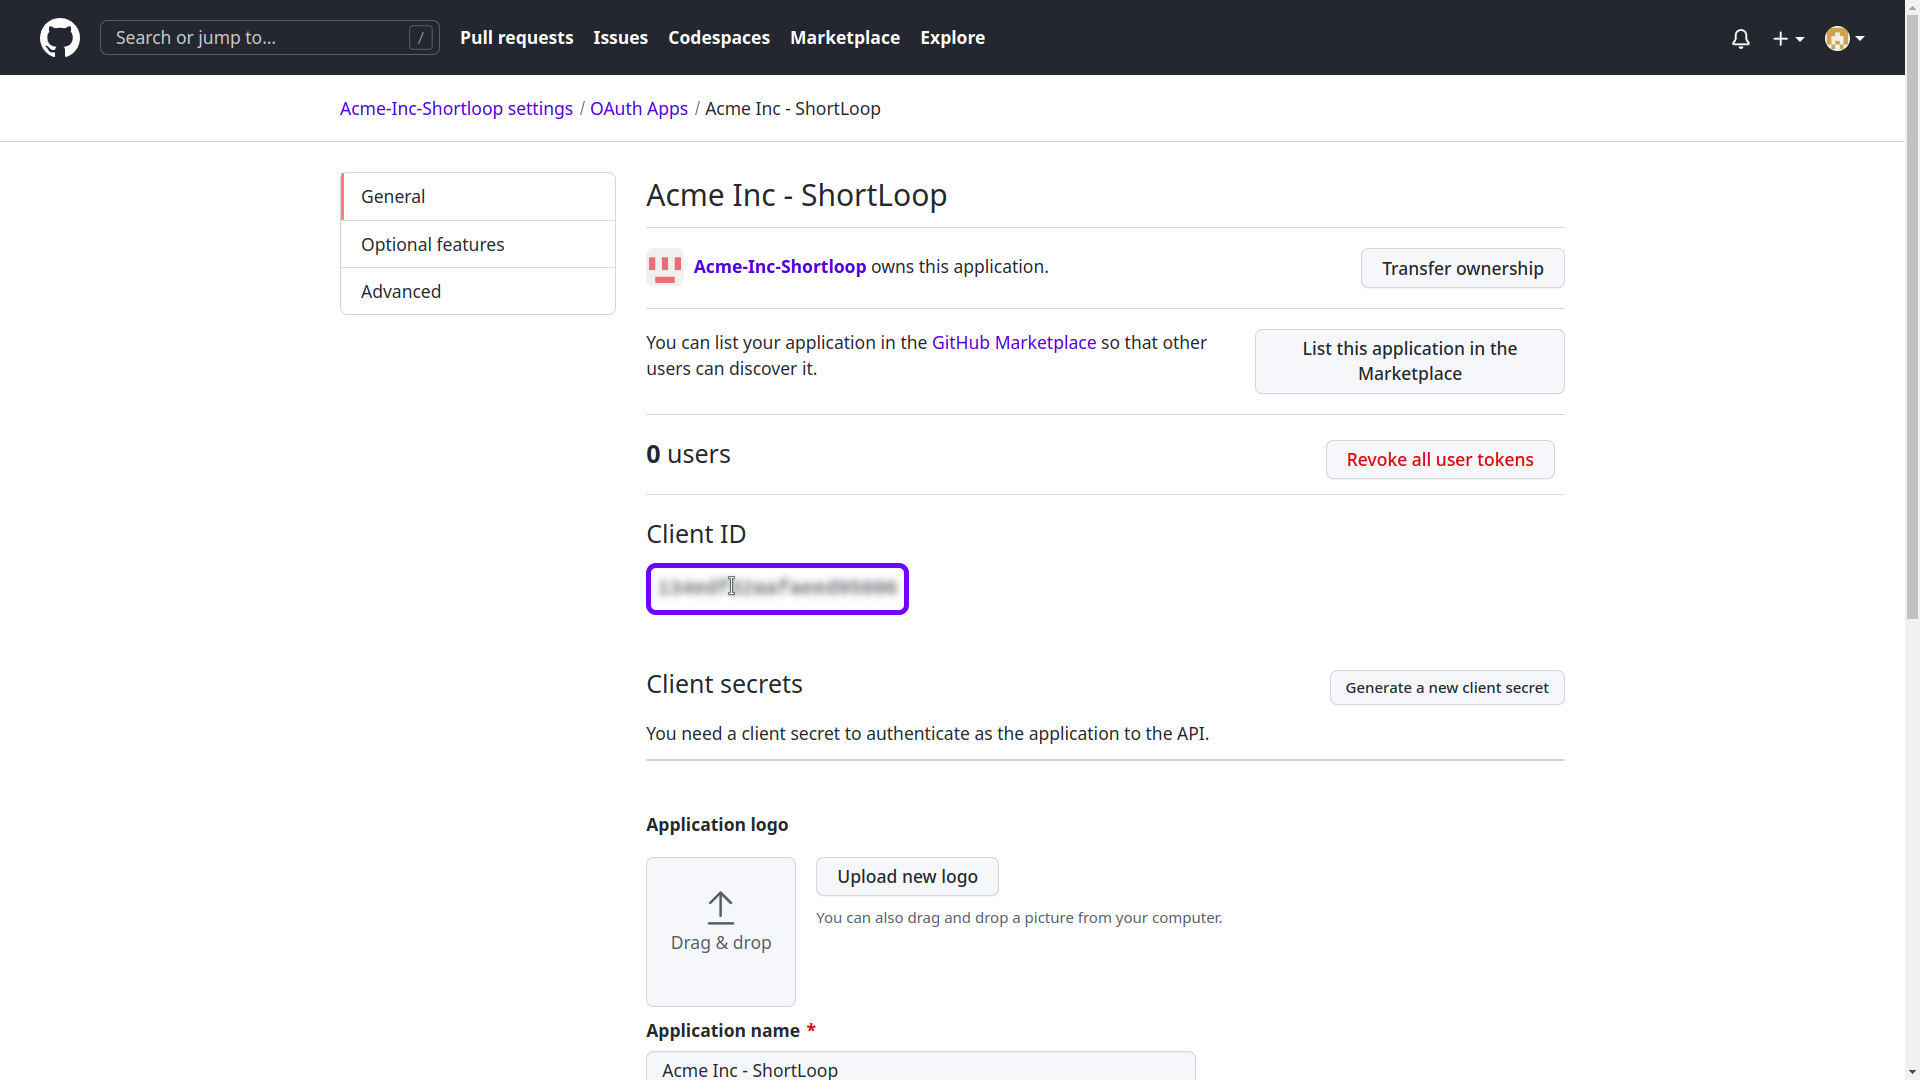 Search or jump to...
/
Pull requests
Issues
Codespaces
Marketplace
Explore
Acme-Inc-Shortloop settings / OAuth Apps / Acme Inc - ShortLoop
General
Optional features
Advanced
Acme Inc - ShortLoop
Acme-Inc-Shortloop owns this application.
Transfer ownership
You can list your application in the GitHub Marketplace so that other
users can discover it.
List this application in the
Marketplace
0 users
Revoke all user tokens
Client ID
Client secrets
Generate a new client secret
You need a client secret to authenticate as the application to the API.
Application logo
Drag & drop
Upload new logo
You can also drag and drop a picture from your computer.
Application name *
Acme Inc - ShortLoop